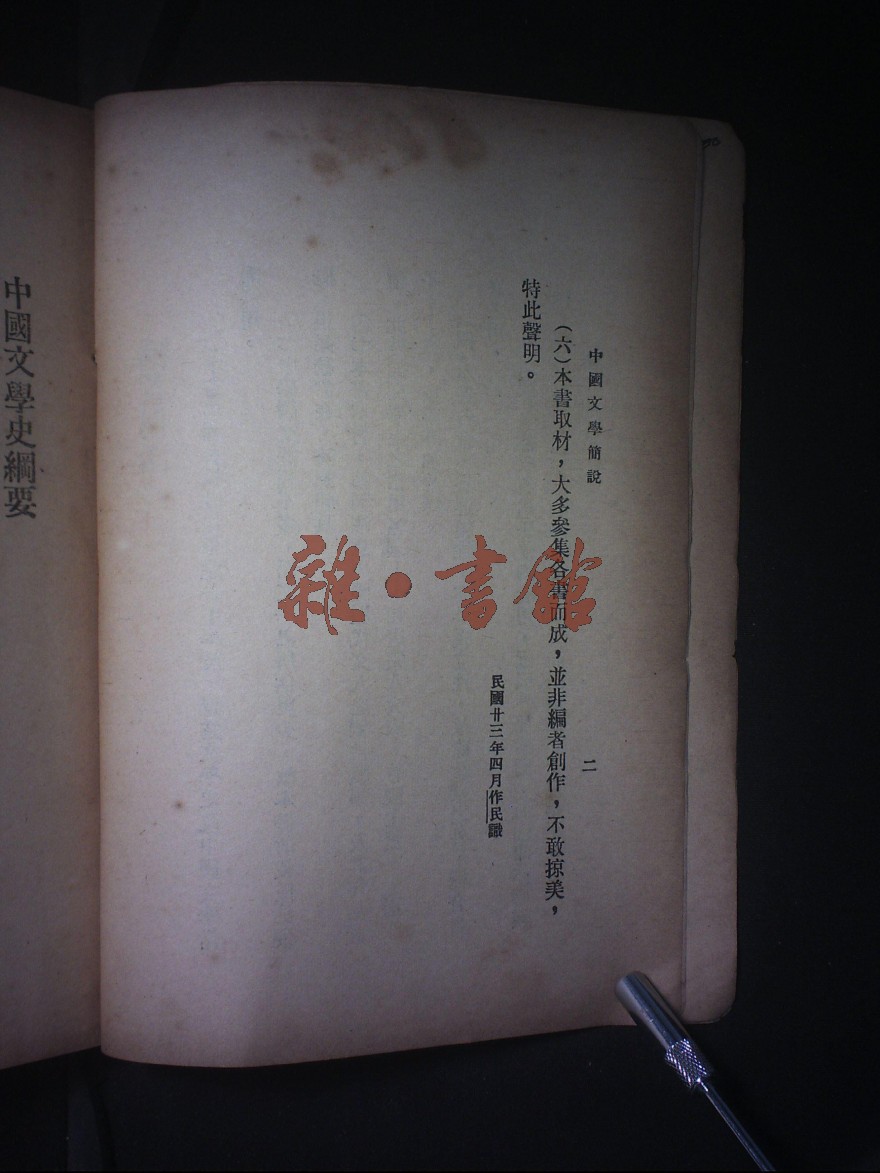 中國文學簡說
二
(六)本書取材,大多參集各書而成,並非編者創作,不敢掠美,
特此聲明。
民國廿三年四月作民識
雜·書館
中國文學史綱要